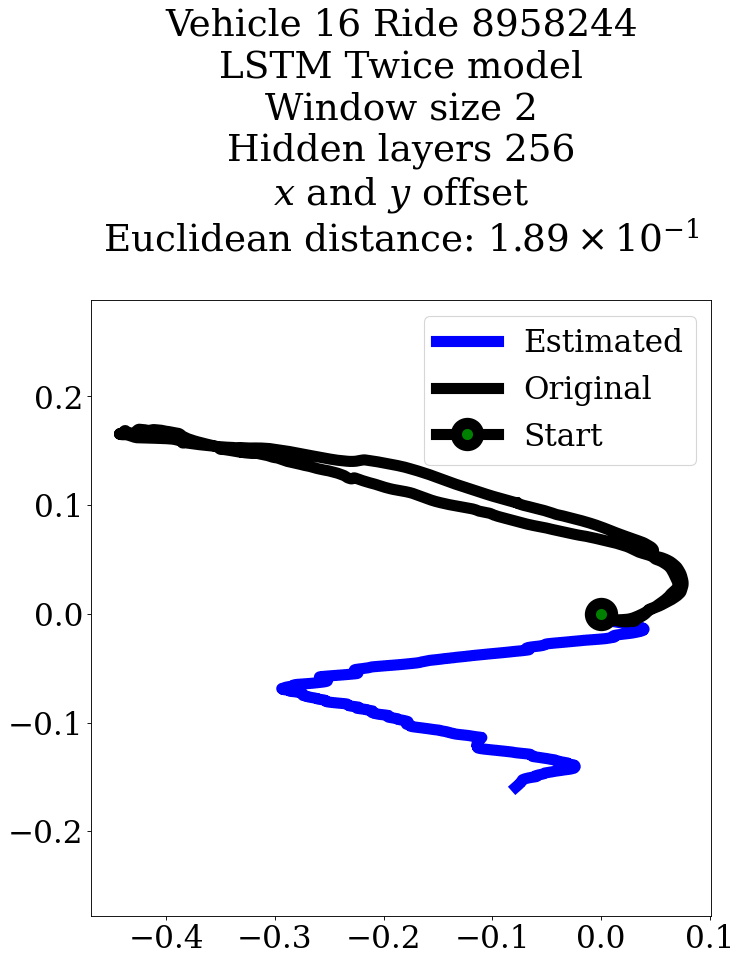 Vehicle 16 Ride 8958244
LSTM Twice model
Window size 2
Hidden layers 256
x and y offset
Euclidean distance: 1.89 × 10⁻¹
Estimated
Original
Start
0.2
0.1
0.0
−0.1
−0.2
−0.4 −0.3 −0.2 −0.1 0.0 0.1